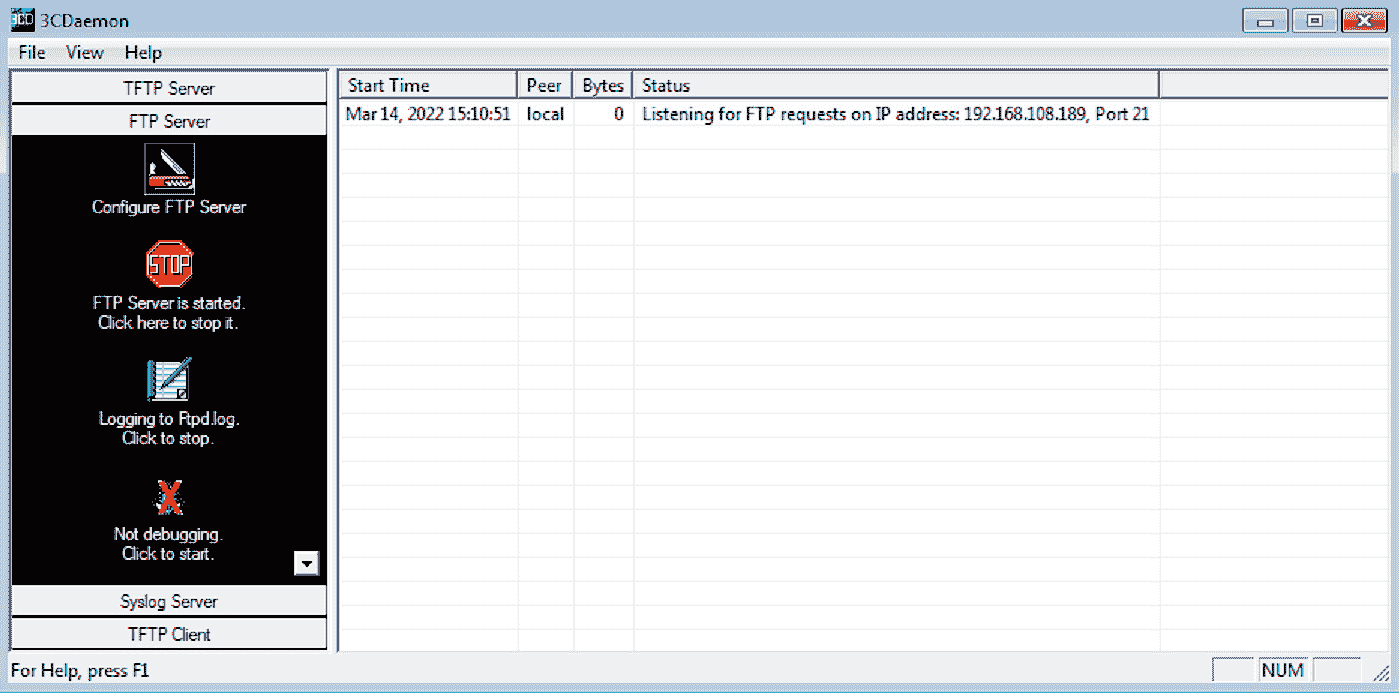 3CD 3CDaemon
File View Help
TFTP Server
FTP Server
Configure FTP Server
STOP
FTP Server is started.
Click here to stop it.
Logging to Ftpd.log.
Click to stop.
Not debugging.
Click to start.
Syslog Server
TFTP Client
Start Time Peer Bytes Status
Mar 14, 2022 15:10:51 local 0 Listening for FTP requests on IP address: 192.168.108.189, Port 21
For Help, press F1
NUM